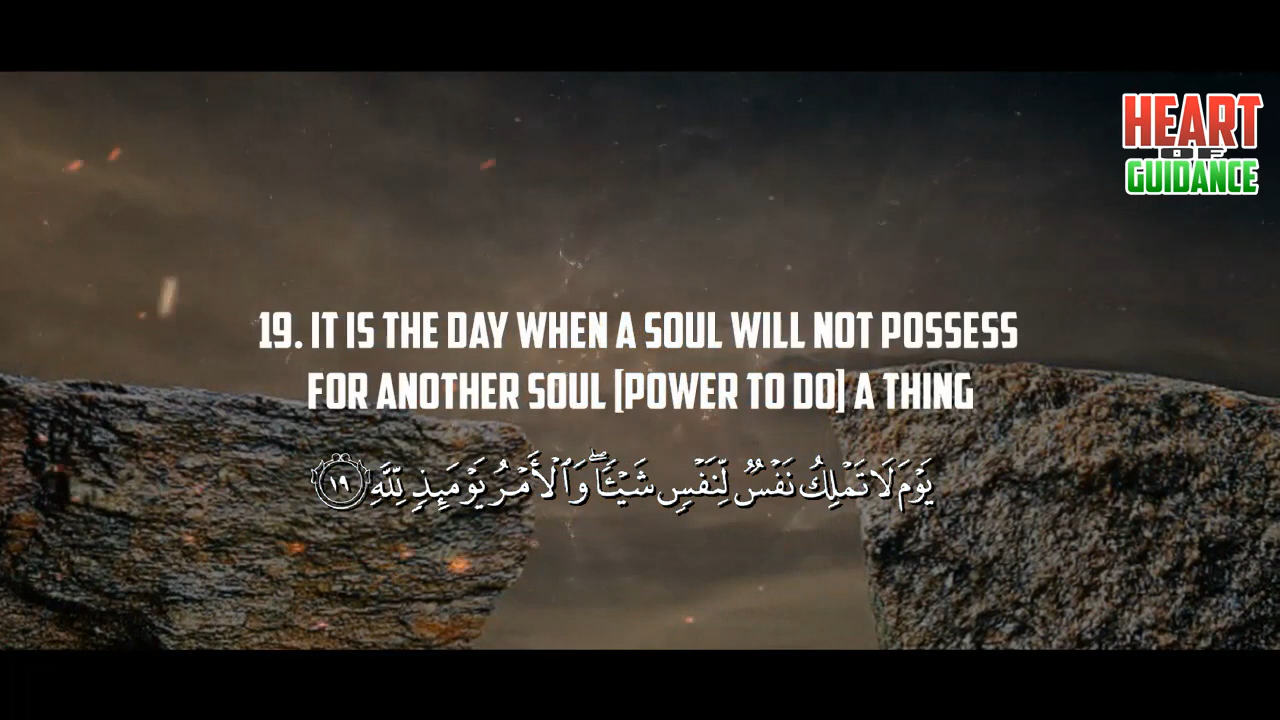 HEART
OF
GUIDANCE
19. IT IS THE DAY WHEN A SOUL WILL NOT POSSESS
FOR ANOTHER SOUL [POWER TO DO] A THING
يَوْمَ لَا تَمْلِكُ نَفْسٌ لِّنَفْسٍ شَيْـًٔا ۖ وَٱلْأَمْرُ يَوْمَئِذٍ لِّلَّهِ ١٩